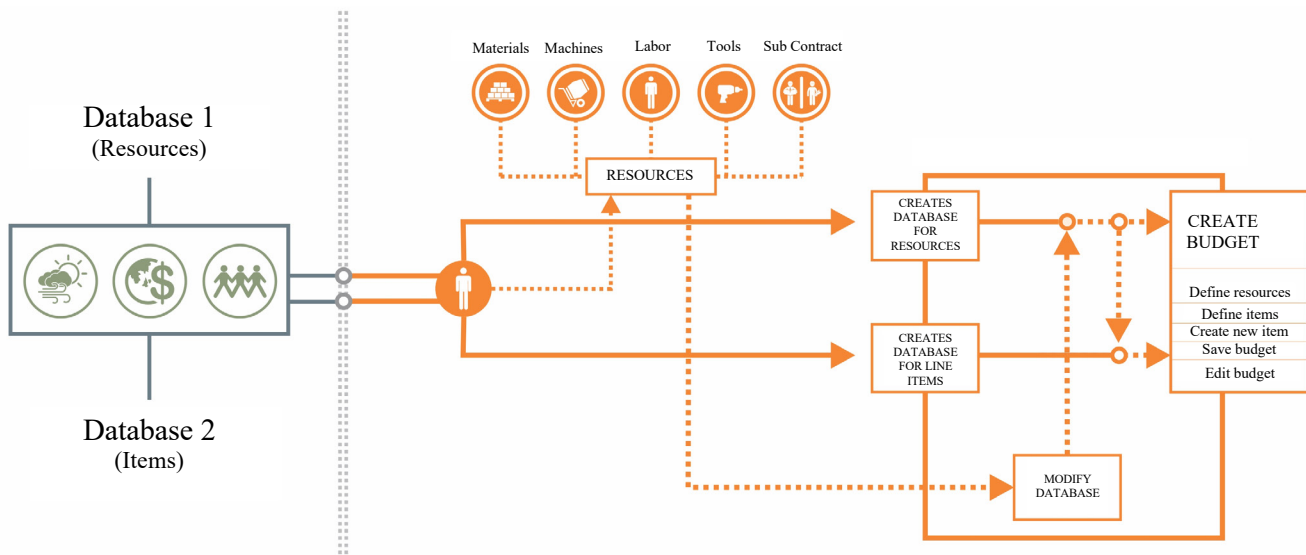 Materials
Machines
Labor
Tools
Sub Contract
Database 1
(Resources)
RESOURCES
CREATES
DATABASE
FOR
RESOURCES
CREATE
BUDGET
Define resources
Define items
Create new item
Save budget
Edit budget
$
CREATES
DATABASE
FOR LINE
ITEMS
Database 2
(Items)
MODIFY
DATABASE